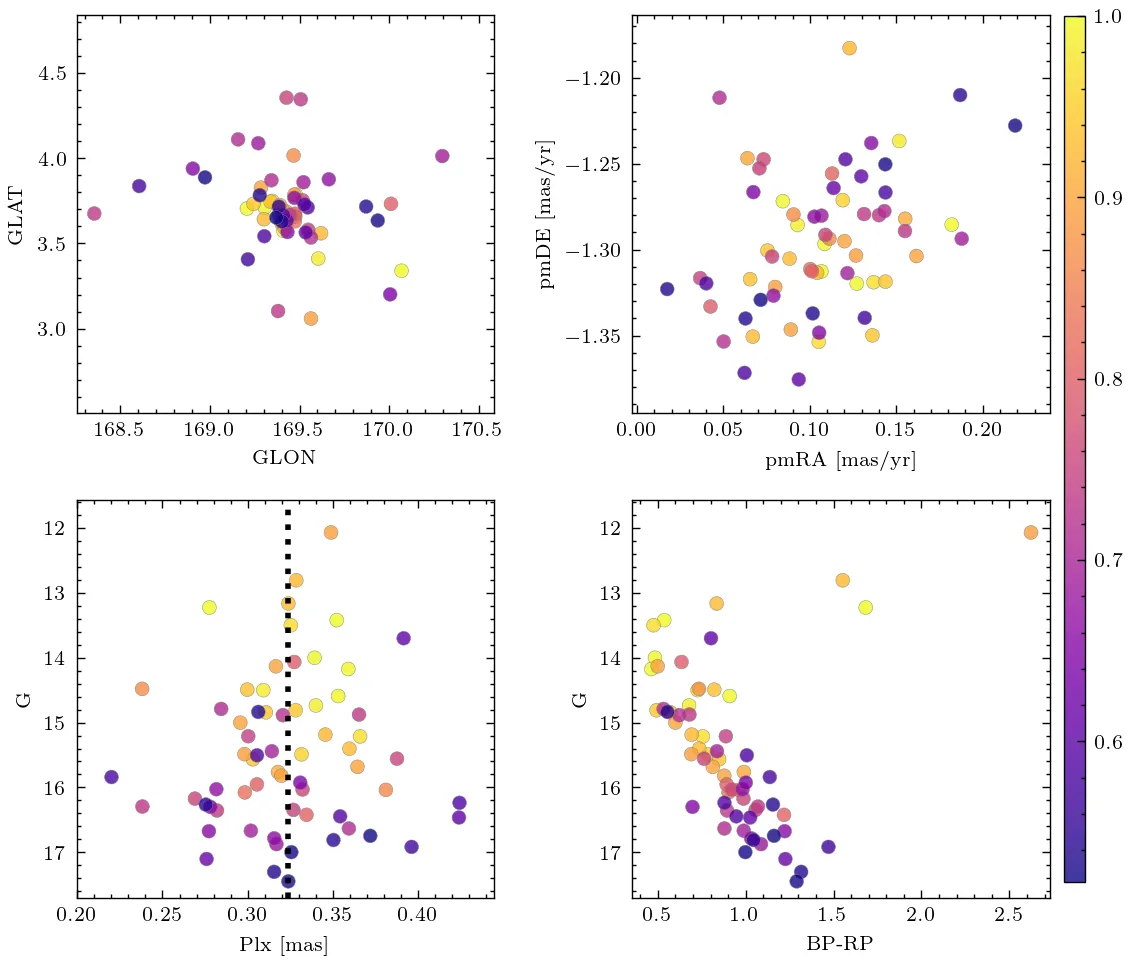 4.5
4.0
3.5
3.0
GLAT
168.5 169.0 169.5 170.0 170.5
GLON
−1.20
−1.25
−1.30
−1.35
pmDE [mas/yr]
0.00 0.05 0.10 0.15 0.20
pmRA [mas/yr]
12
13
14
15
16
17
G
0.20 0.25 0.30 0.35 0.40
Plx [mas]
12
13
14
15
16
17
G
0.5 1.0 1.5 2.0 2.5
BP-RP
1.0
0.9
0.8
0.7
0.6